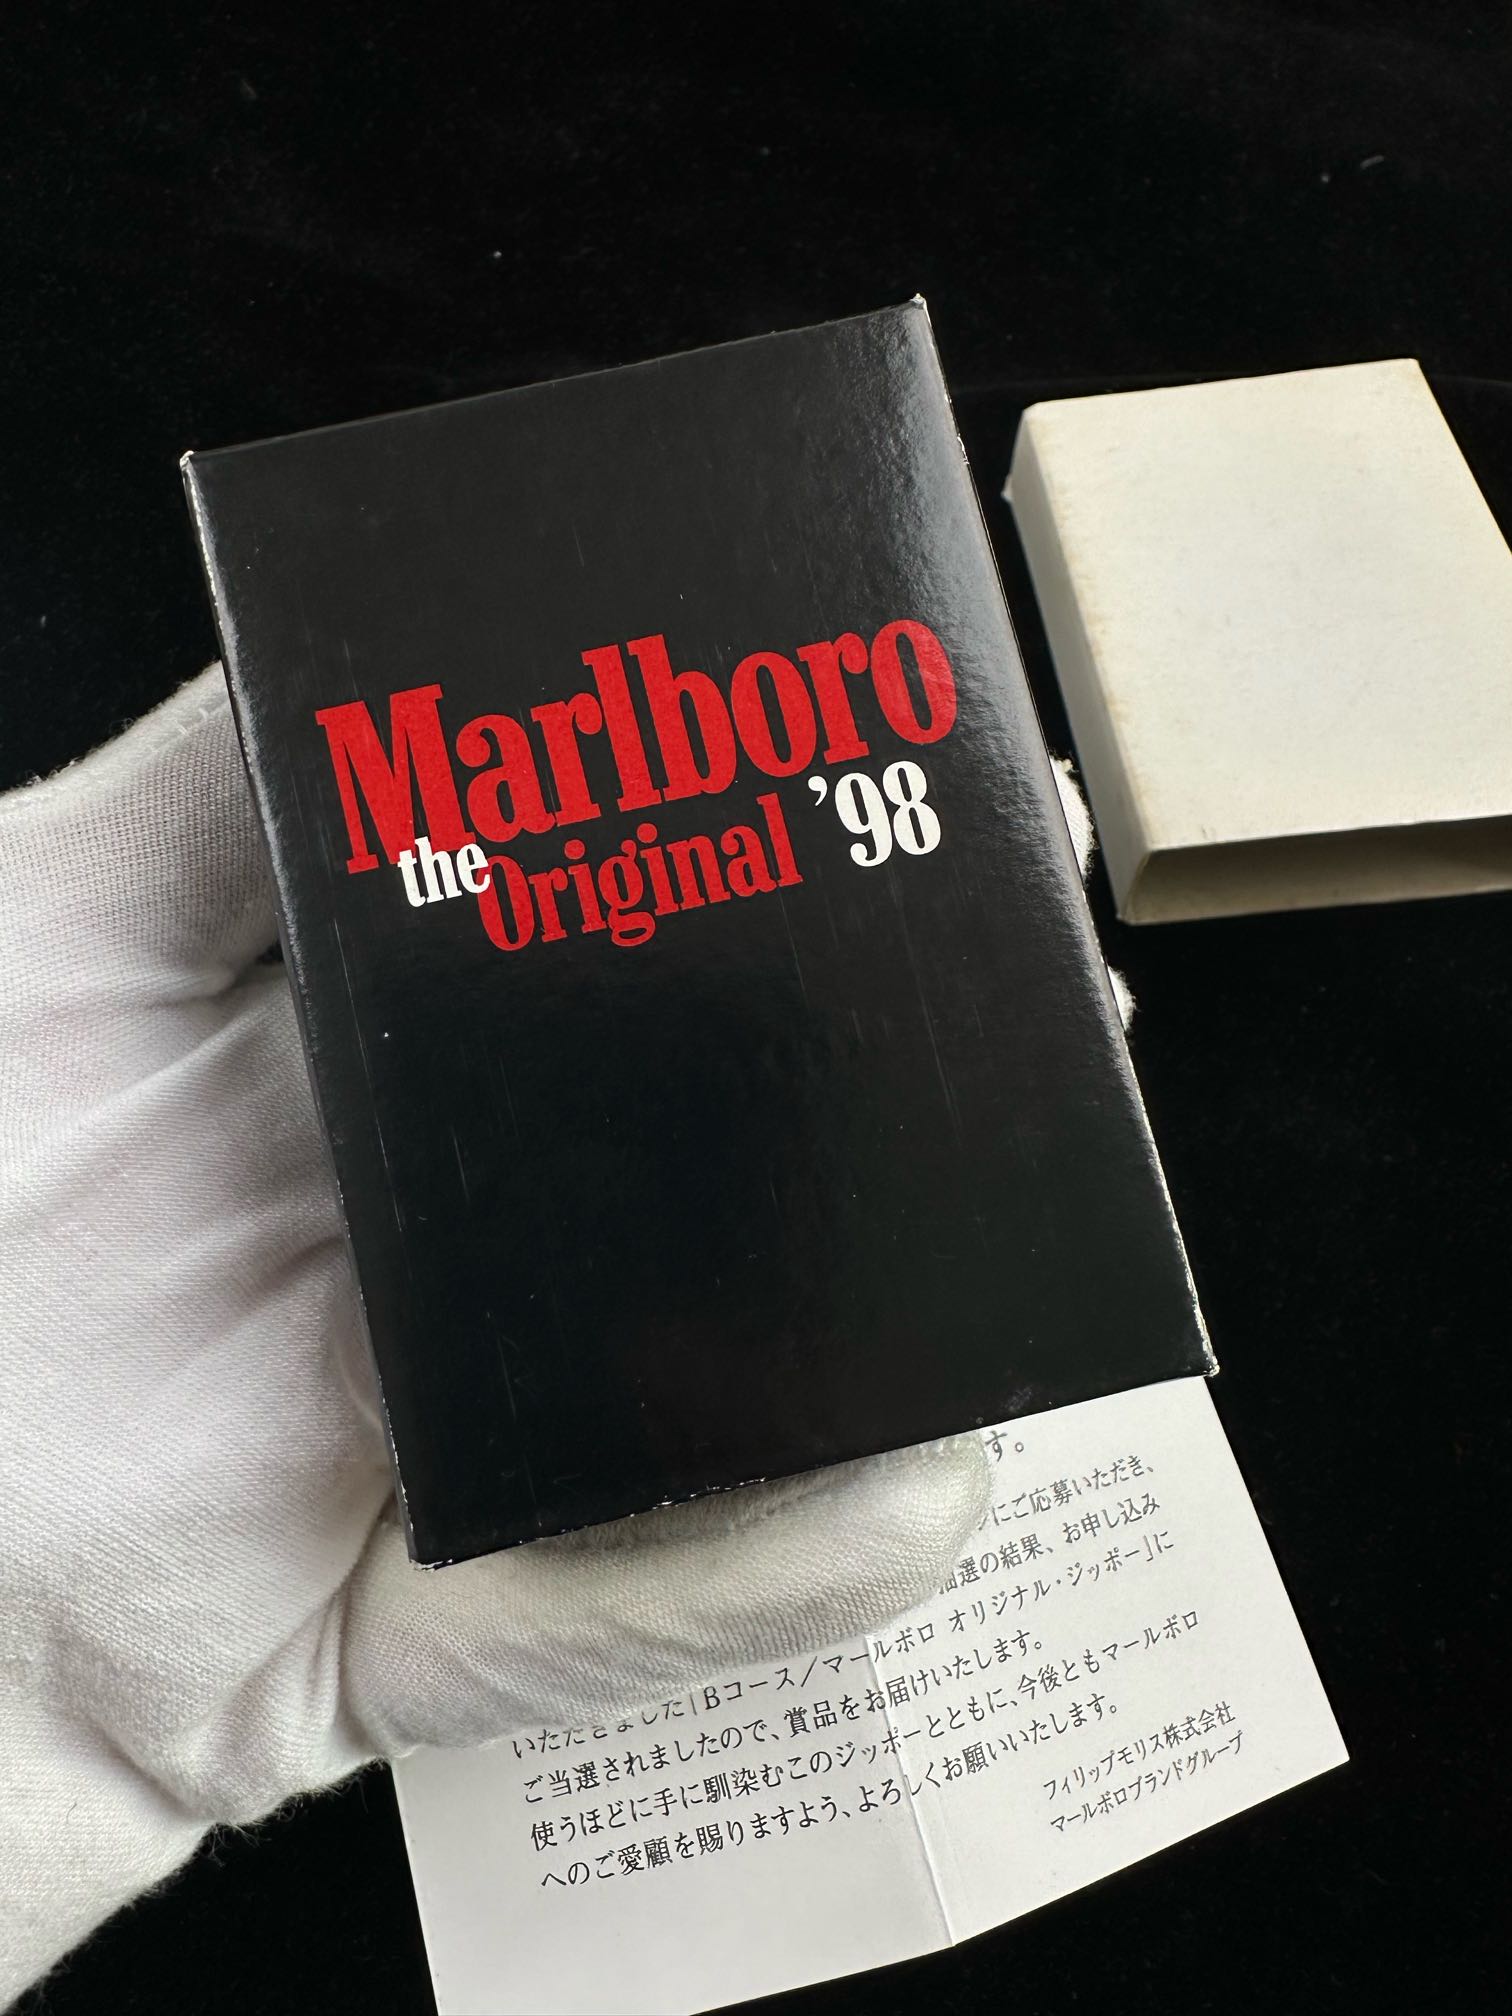 Marlboro
the Original '98
す。
にご応募いただき、
選の結果、お申し込み
いただきました「Bコース／マールボロ オリジナル・ジッポー」に
ご当選されましたので、賞品をお届けいたします。
使うほどに手に馴染むこのジッポーとともに、今後ともマールボロ
へのご愛顧を賜りますよう、よろしくお願いいたします。
フィリップモリス株式会社
マールボロブランドグループ